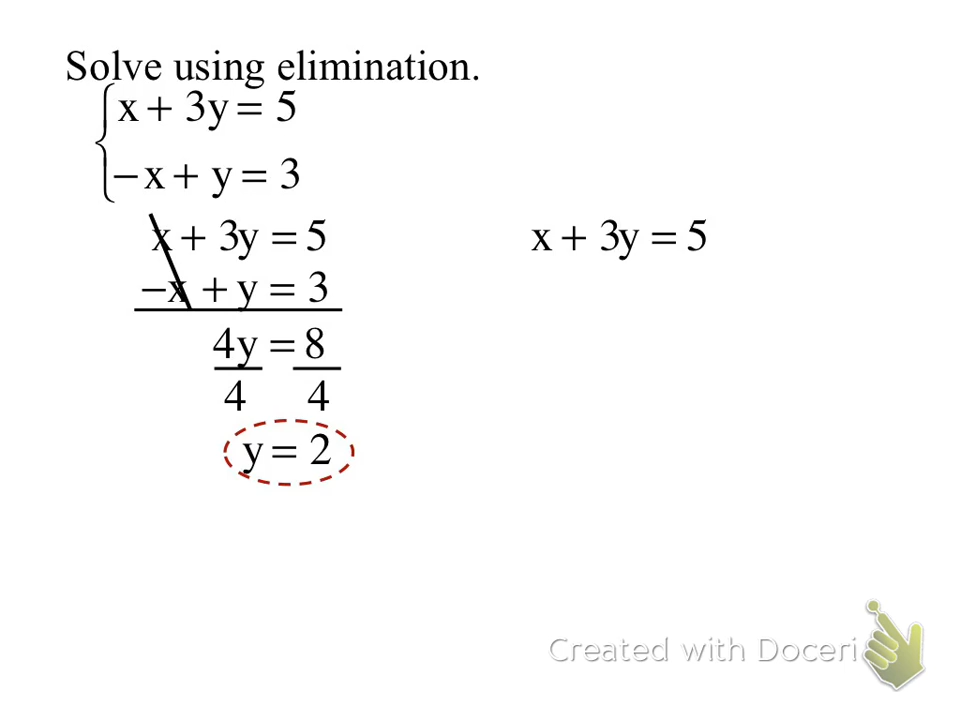 Solve using elimination.
x + 3y = 5
−x + y = 3
x + 3y = 5
−x + y = 3
4y = 8
4 4
y = 2
x + 3y = 5
Created with Doceri